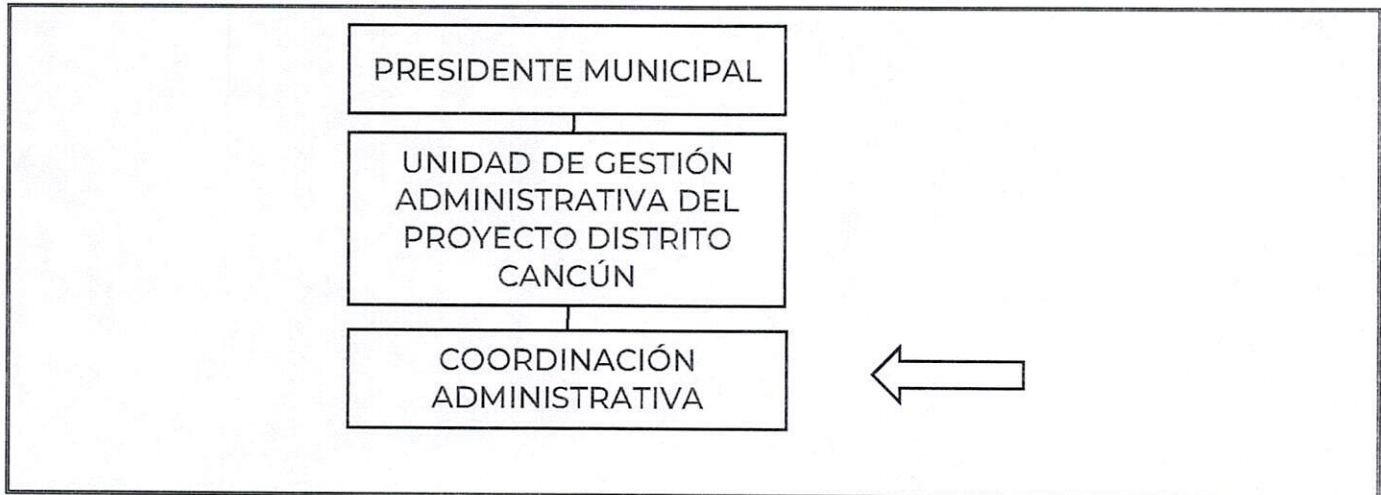 PRESIDENTE MUNICIPAL
UNIDAD DE GESTIÓN
ADMINISTRATIVA DEL
PROYECTO DISTRITO
CANCÚN
COORDINACIÓN
ADMINISTRATIVA